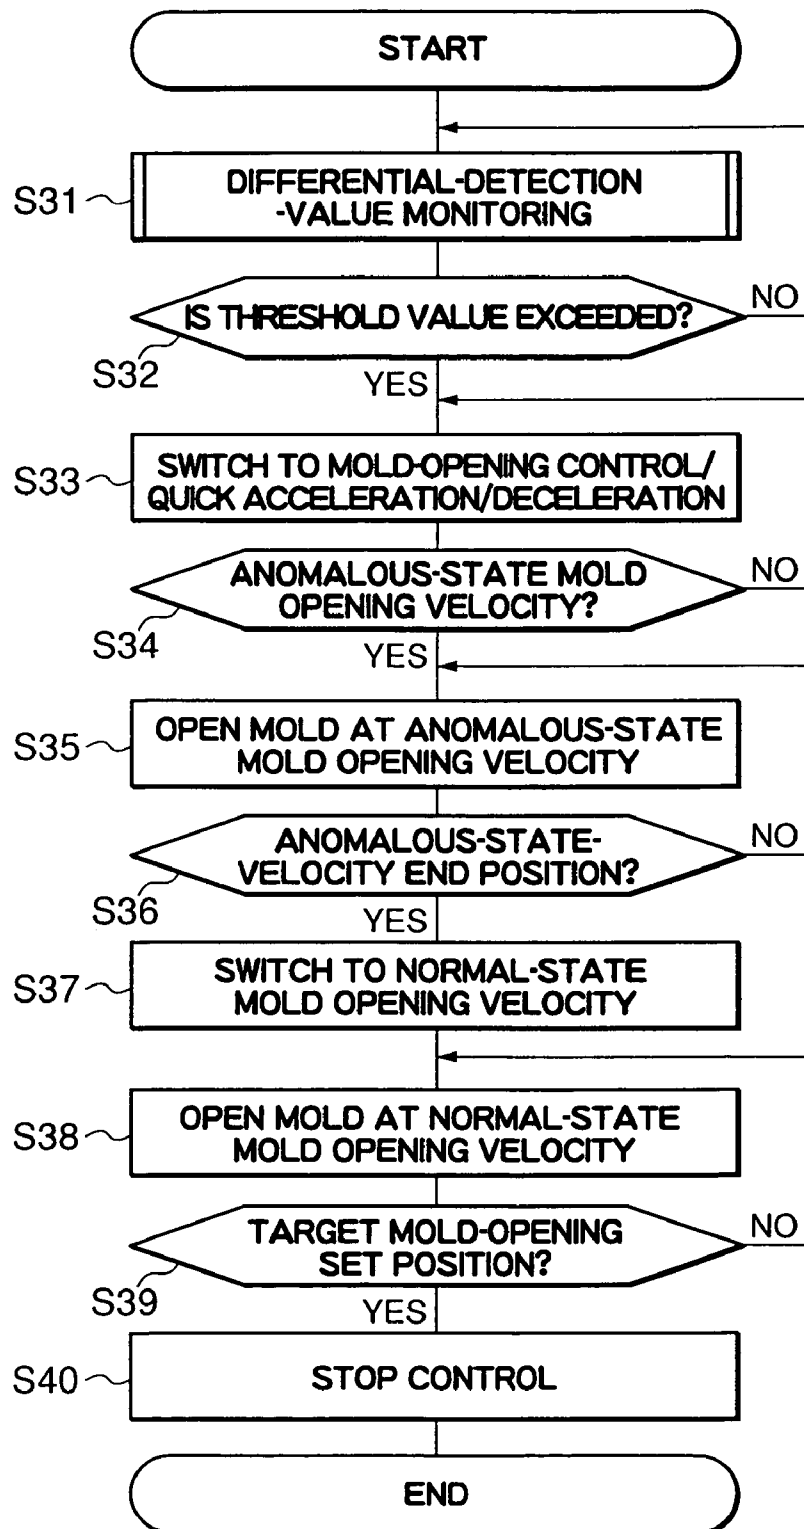 START
S31
DIFFERENTIAL-DETECTION
-VALUE MONITORING
IS THRESHOLD VALUE EXCEEDED?
NO
S32
YES
S33
SWITCH TO MOLD-OPENING CONTROL/
QUICK ACCELERATION/DECELERATION
ANOMALOUS-STATE MOLD
OPENING VELOCITY?
NO
S34
YES
S35
OPEN MOLD AT ANOMALOUS-STATE
MOLD OPENING VELOCITY
ANOMALOUS-STATE-
VELOCITY END POSITION?
NO
S36
YES
S37
SWITCH TO NORMAL-STATE
MOLD OPENING VELOCITY
S38
OPEN MOLD AT NORMAL-STATE
MOLD OPENING VELOCITY
TARGET MOLD-OPENING
SET POSITION?
NO
S39
YES
S40
STOP CONTROL
END